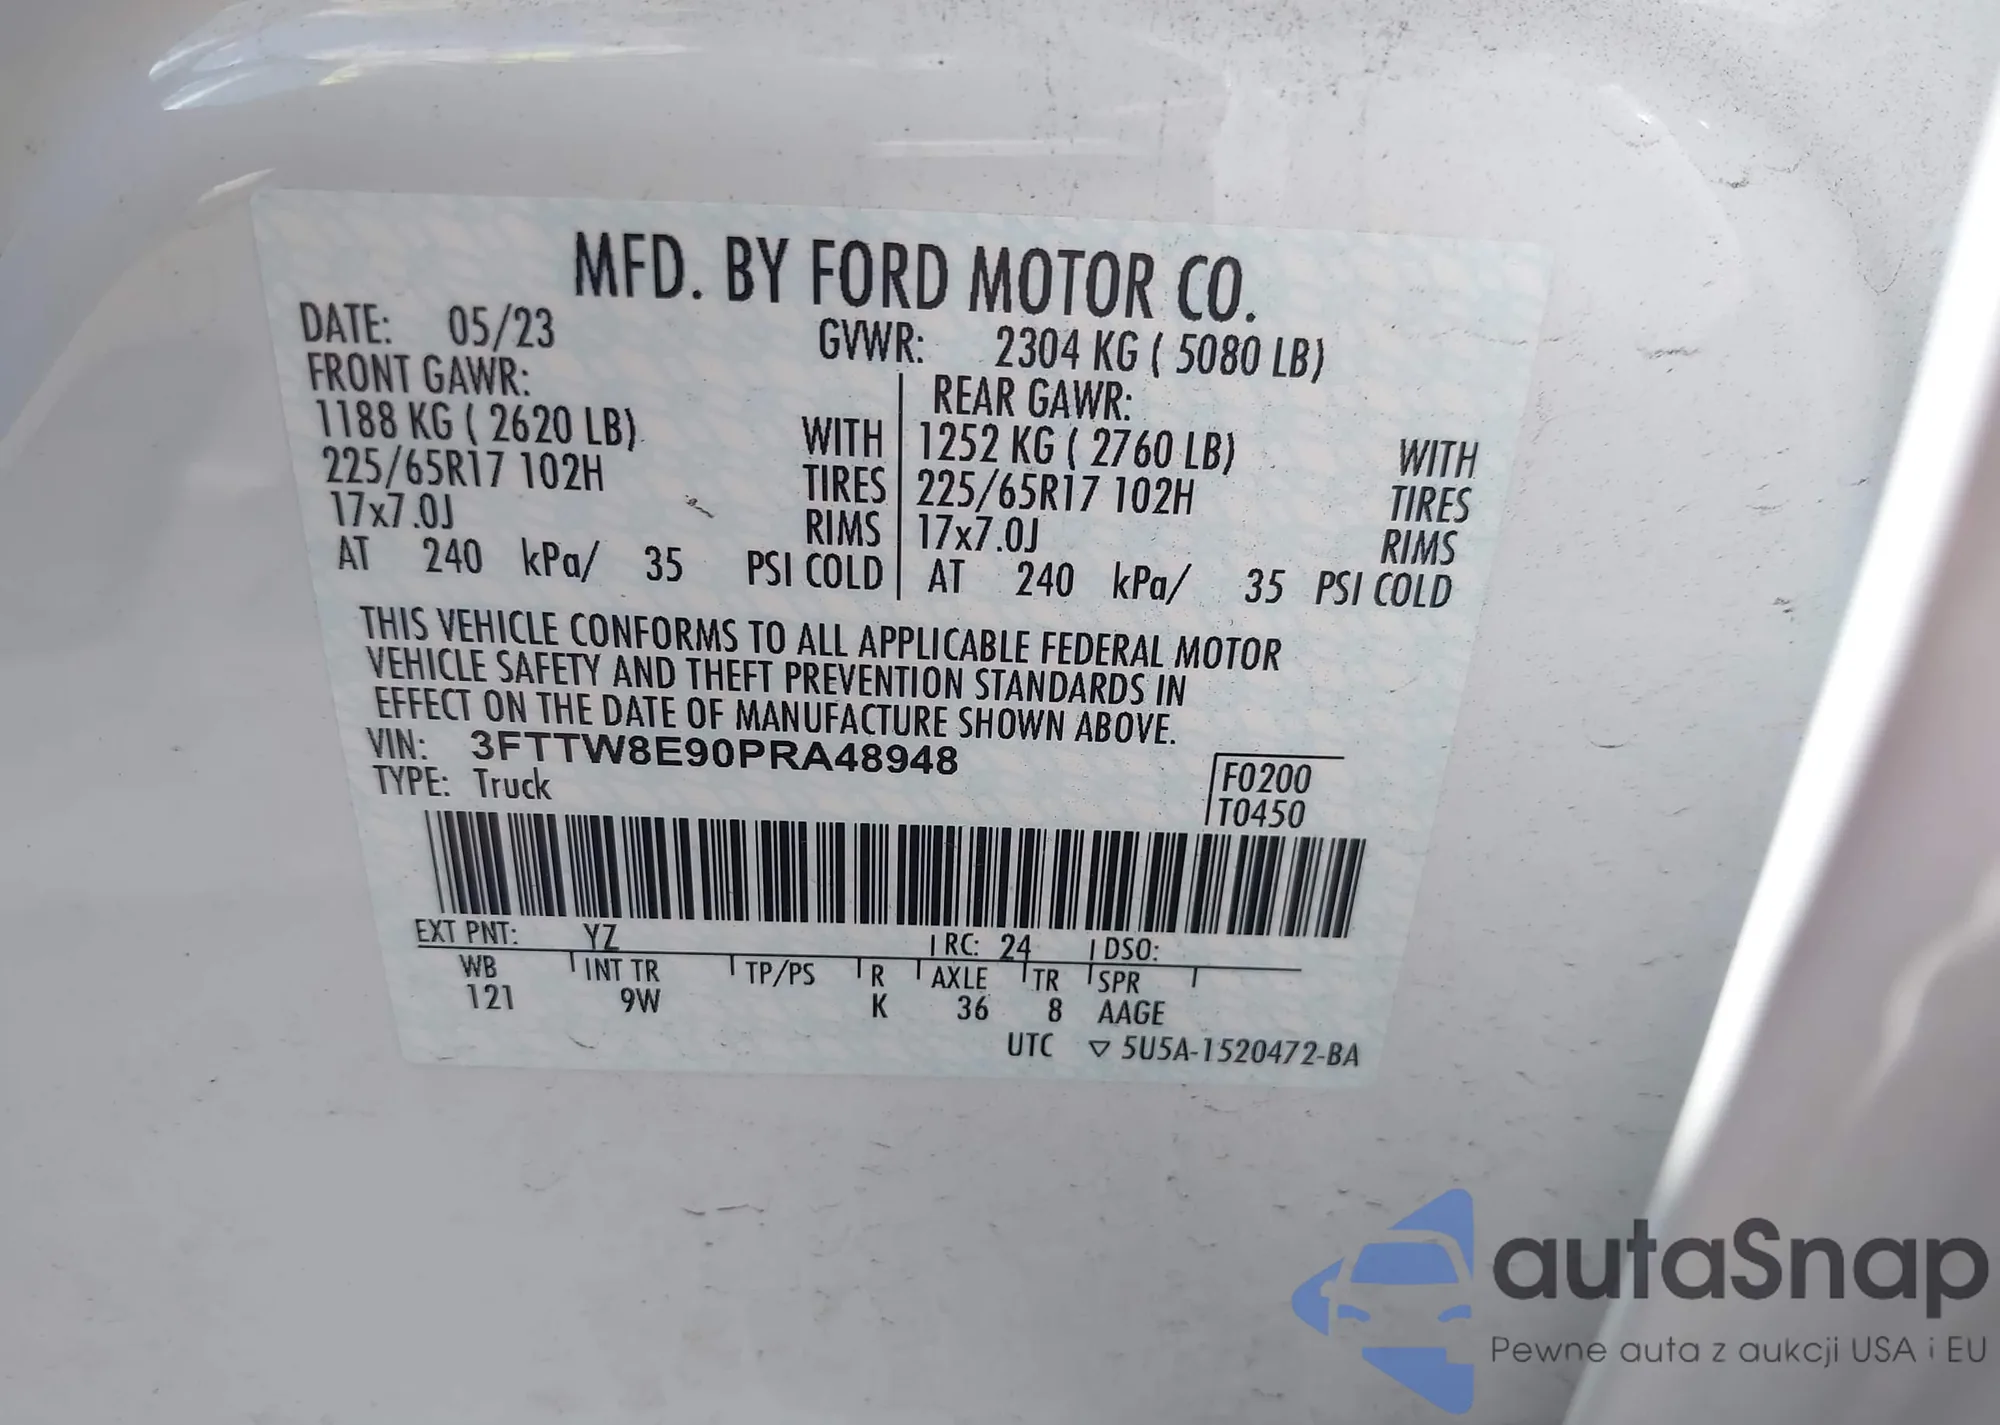 MFD. BY FORD MOTOR CO.
DATE: 05/23 GVWR: 2304 KG ( 5080 LB)
FRONT GAWR: REAR GAWR:
1188 KG ( 2620 LB) WITH 1252 KG ( 2760 LB) WITH
225/65R17 102H TIRES 225/65R17 102H TIRES
17x7.0J RIMS 17x7.0J RIMS
AT 240 kPa/ 35 PSI COLD AT 240 kPa/ 35 PSI COLD
THIS VEHICLE CONFORMS TO ALL APPLICABLE FEDERAL MOTOR
VEHICLE SAFETY AND THEFT PREVENTION STANDARDS IN
EFFECT ON THE DATE OF MANUFACTURE SHOWN ABOVE.
VIN: 3FTTW8E90PRA48948
TYPE: Truck
F0200
T0450
EXT PNT: YZ RC: 24 DSO:
WB INT TR TP/PS R AXLE TR SPR
121 9W K 36 8 AAGE
UTC ▽ 5U5A-1520472-BA
autaSnap
Pewne auta z aukcji USA i EU